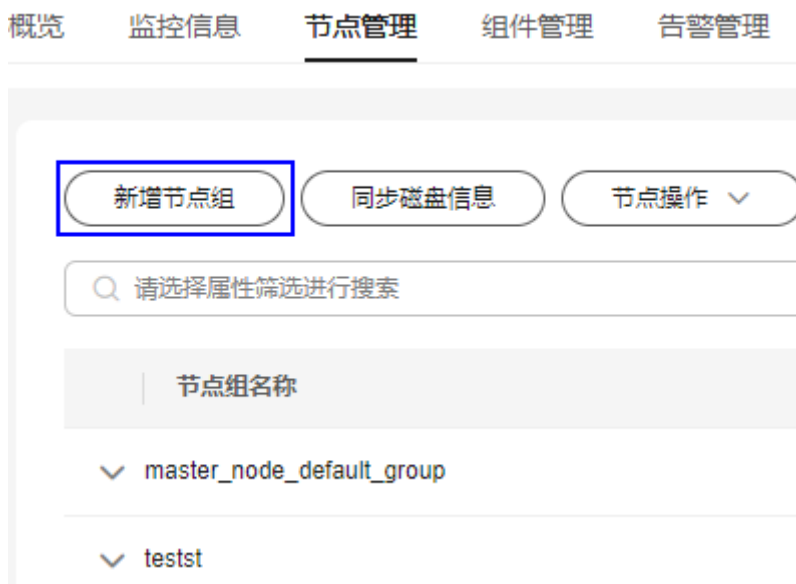 概览 监控信息 节点管理 组件管理 告警管理
新增节点组 同步磁盘信息 节点操作
请选择属性筛选进行搜索
节点组名称
master_node_default_group
testst